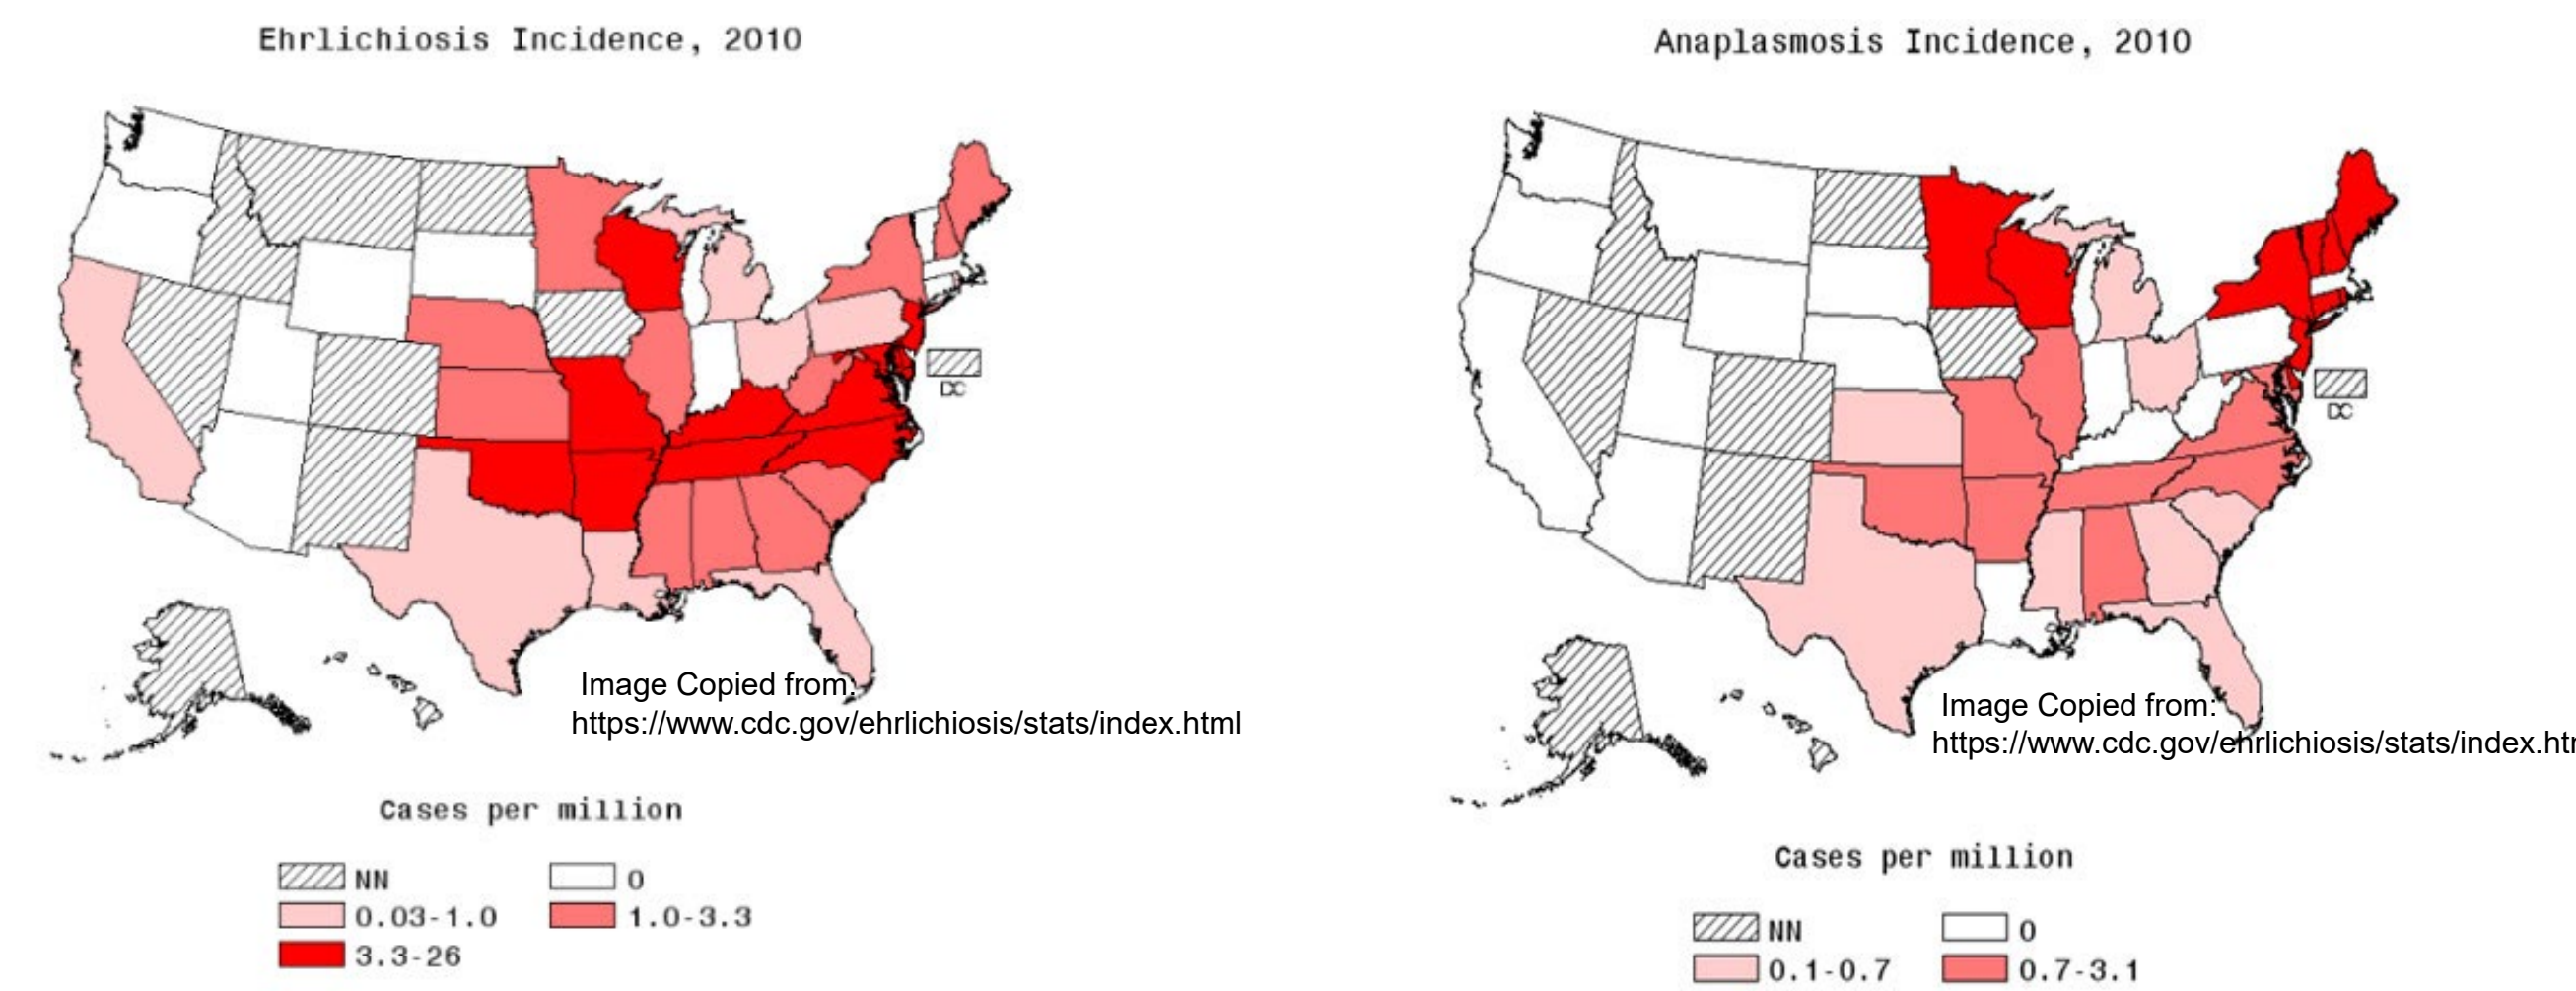 Ehrlichiosis Incidence, 2010
DC
Image Copied from:
https://www.cdc.gov/ehrlichiosis/stats/index.html
Cases per million
NN
0
0.03-1.0
1.0-3.3
3.3-26
Anaplasmosis Incidence, 2010
DC
Image Copied from:
https://www.cdc.gov/ehrlichiosis/stats/index.ht
Cases per million
NN
0
0.1-0.7
0.7-3.1